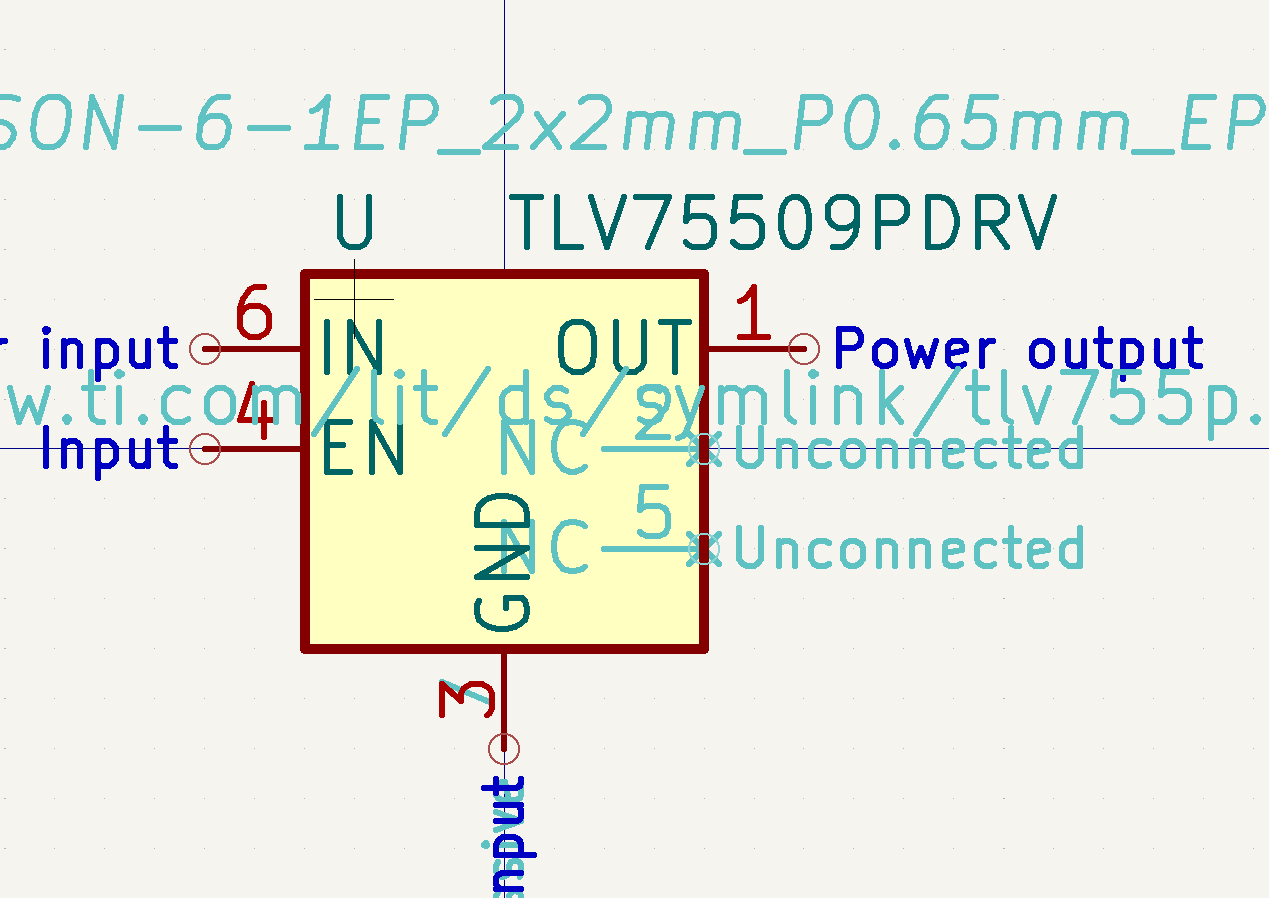 SON-6-1EP_2x2mm_P0.65mm_EP
U TLV75509PDRV
6 1
input IN OUT Power output
w.ti.com/lit/ds/symlink/tlv755p.
4 2
Input EN NC Unconnected
5
NC Unconnected
GND
3
nput